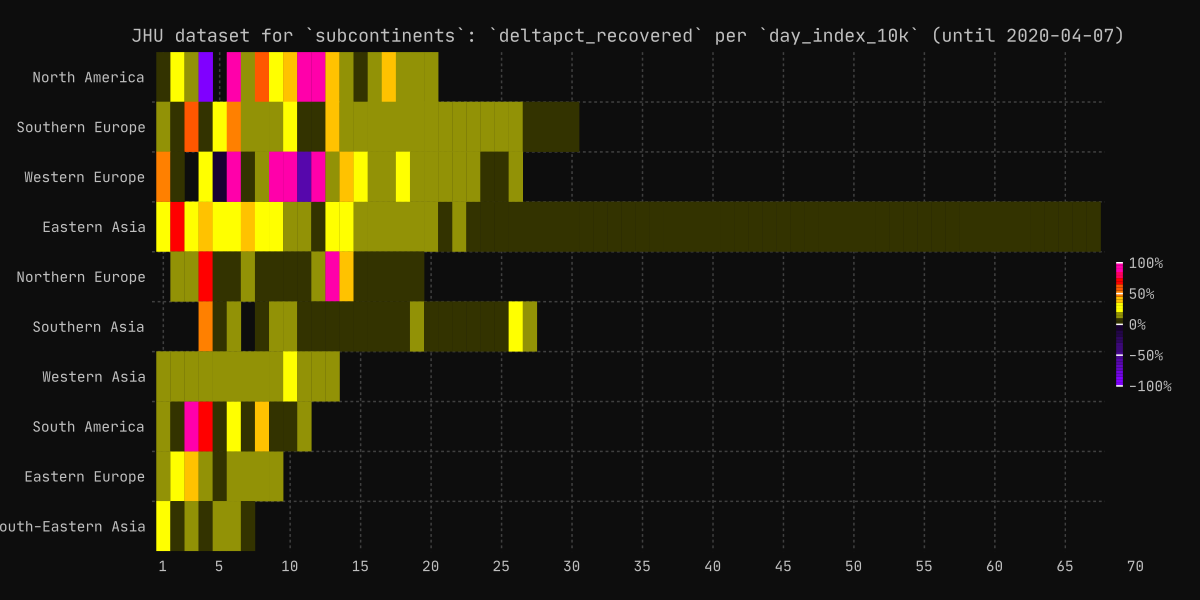 JHU dataset for `subcontinents`: `deltapct_recovered` per `day_index_10k` (until 2020-04-07)
North America
Southern Europe
Western Europe
Eastern Asia
Northern Europe
Southern Asia
Western Asia
South America
Eastern Europe
outh-Eastern Asia
100%
50%
0%
-50%
-100%
1 5 10 15 20 25 30 35 40 45 50 55 60 65 70